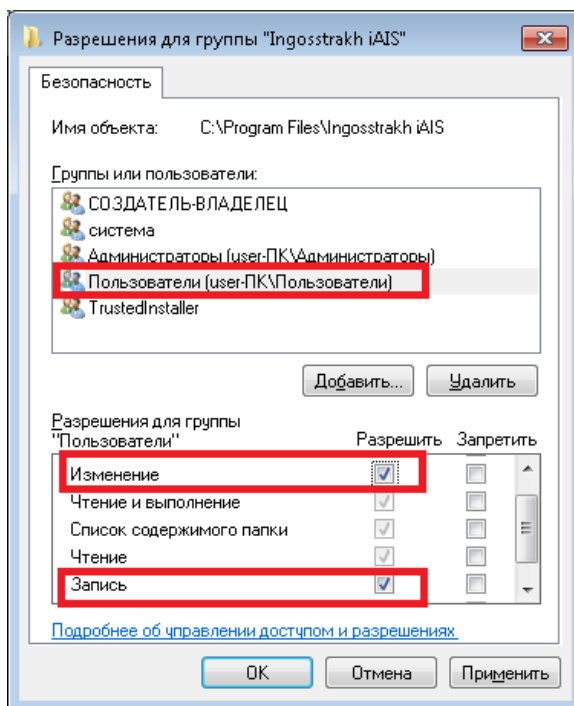 Разрешения для группы "Ingosstrakh iAIS"
Безопасность
Имя объекта: C:\Program Files\Ingosstrakh iAIS
Группы или пользователи:
СОЗДАТЕЛЬ-ВЛАДЕЛЕЦ
система
Администраторы (user-ПК\Администраторы)
Пользователи (user-ПК\Пользователи)
TrustedInstaller
Добавить... Удалить
Разрешения для группы
"Пользователи" Разрешить Запретить
Изменение
Чтение и выполнение
Список содержимого папки
Чтение
Запись
Подробнее об управлении доступом и разрешениях
ОК Отмена Применить